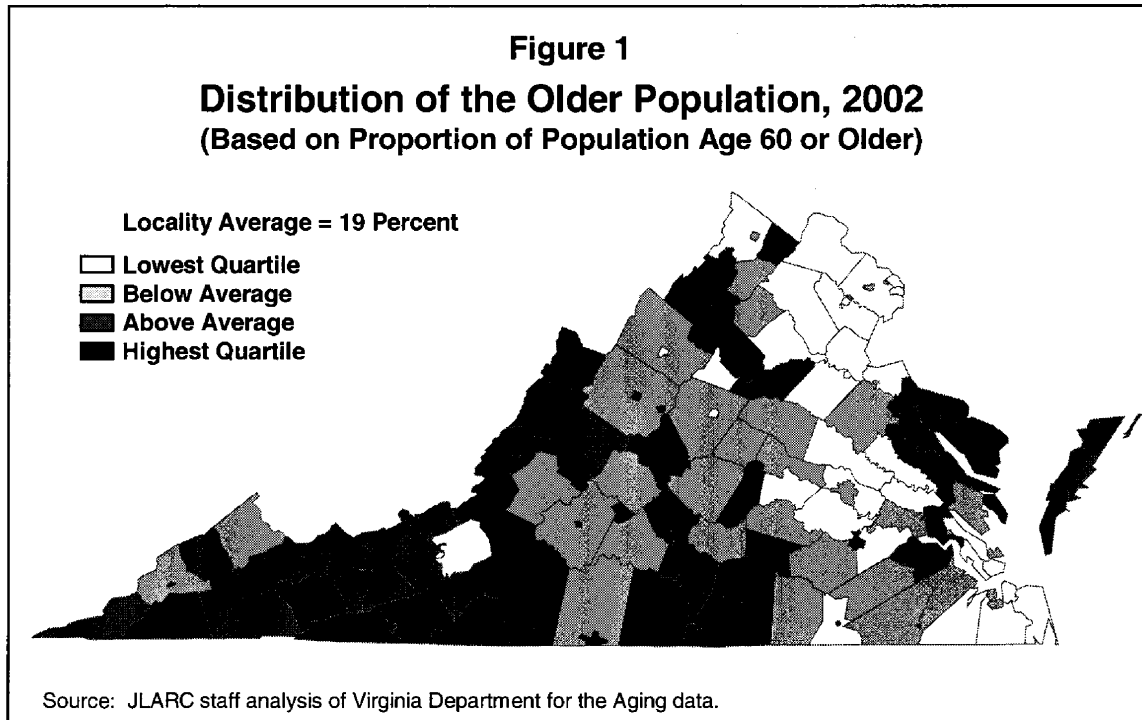 Figure 1
Distribution of the Older Population, 2002
(Based on Proportion of Population Age 60 or Older)
Locality Average = 19 Percent
Lowest Quartile
Below Average
Above Average
Highest Quartile
Source: JLARC staff analysis of Virginia Department for the Aging data.